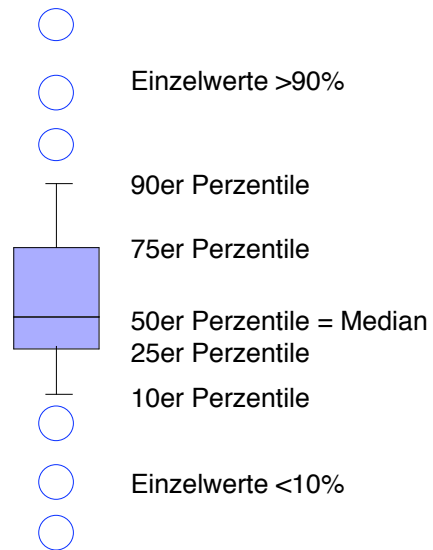 Einzelwerte >90%
90er Perzentile
75er Perzentile
50er Perzentile = Median
25er Perzentile
10er Perzentile
Einzelwerte <10%